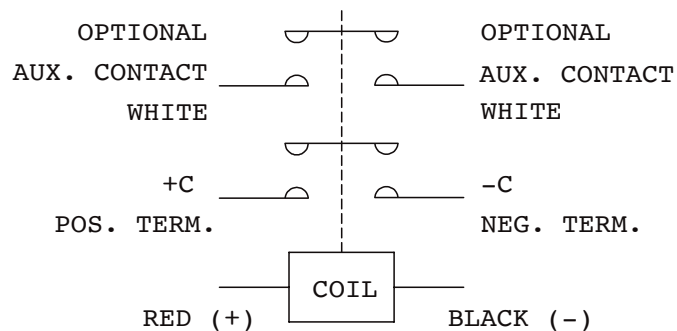 OPTIONAL OPTIONAL
AUX. CONTACT AUX. CONTACT
WHITE WHITE
+C -C
POS. TERM. NEG. TERM.
COIL
RED (+) BLACK (-)